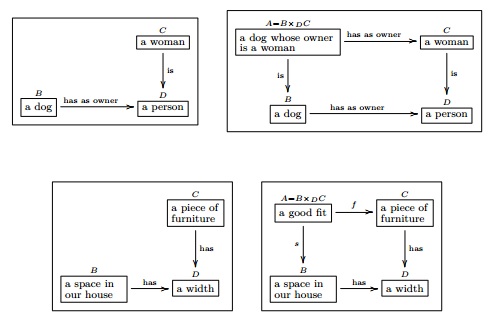 C
a woman
is
B
a dog
has as owner
D
a person
A=B×DC
a dog whose owner
is a woman
has as owner
C
a woman
is
is
B
a dog
has as owner
D
a person
C
a piece of
furniture
has
B
a space in
our house
has
D
a width
A=B×DC
a good fit
f
C
a piece of
furniture
s
has
B
a space in
our house
has
D
a width